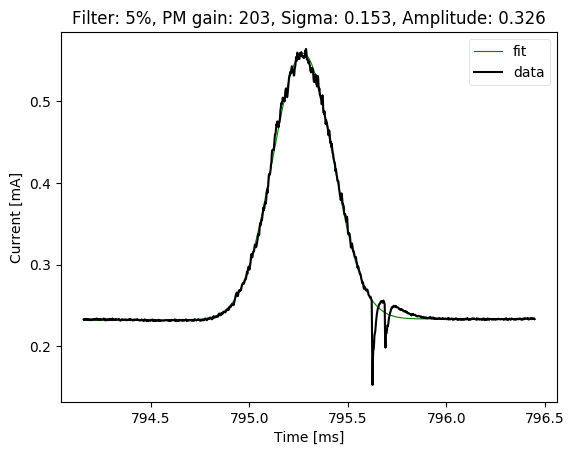 Filter: 5%, PM gain: 203, Sigma: 0.153, Amplitude: 0.326
fit
data
Current [mA]
0.5
0.4
0.3
0.2
794.5 795.0 795.5 796.0 796.5
Time [ms]